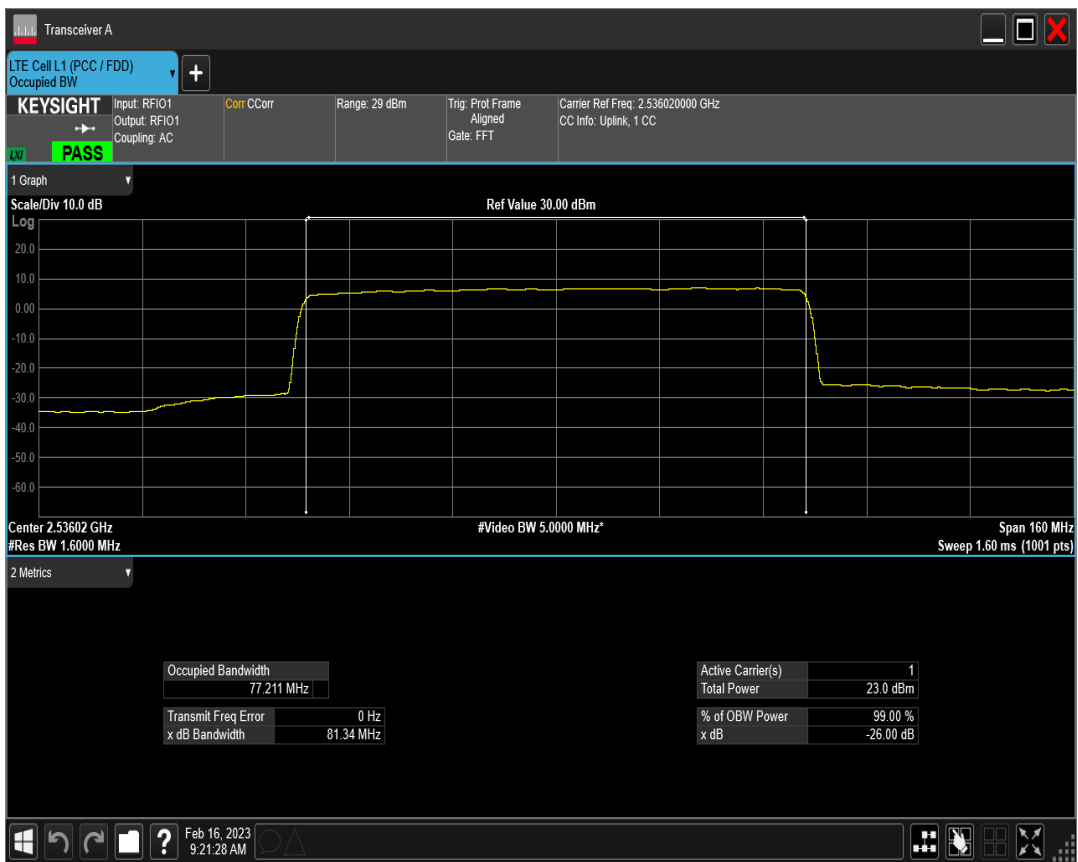 Transceiver A
LTE Cell L1 (PCC / FDD)
Occupied BW
+
KEYSIGHT
LXI
PASS
Input: RFIO1
Output: RFIO1
Coupling: AC
Corr CCorr
Range: 29 dBm
Trig: Prot Frame
Aligned
Gate: FFT
Carrier Ref Freq: 2.536020000 GHz
CC Info: Uplink, 1 CC
1 Graph
Scale/Div 10.0 dB
Ref Value 30.00 dBm
Log
20.0
10.0
0.00
-10.0
-20.0
-30.0
-40.0
-50.0
-60.0
Center 2.53602 GHz
#Video BW 5.0000 MHz*
Span 160 MHz
#Res BW 1.6000 MHz
Sweep 1.60 ms (1001 pts)
2 Metrics
Occupied Bandwidth
77.211 MHz
Transmit Freq Error 0 Hz
x dB Bandwidth 81.34 MHz
Active Carrier(s) 1
Total Power 23.0 dBm
% of OBW Power 99.00 %
x dB -26.00 dB
?
Feb 16, 2023
9:21:28 AM